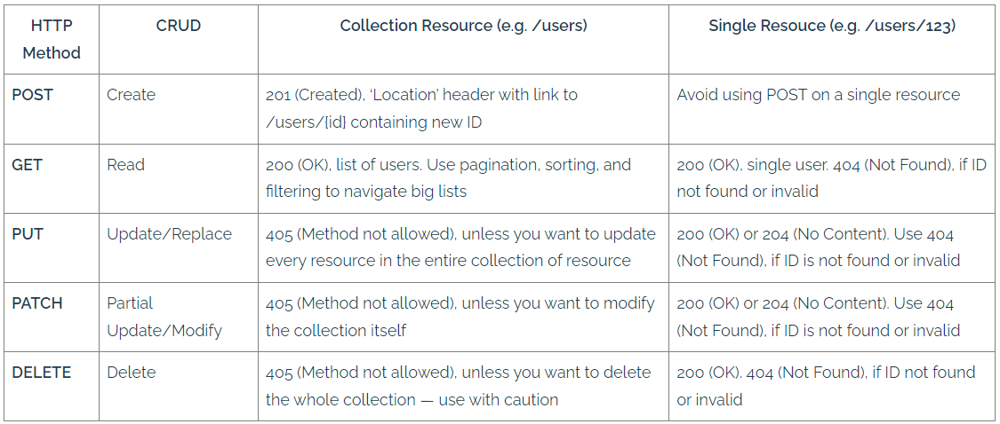 HTTP Method
CRUD
Collection Resource (e.g. /users)
Single Resouce (e.g. /users/123)
POST
Create
201 (Created), ‘Location’ header with link to
/users/{id} containing new ID
Avoid using POST on a single resource
GET
Read
200 (OK), list of users. Use pagination, sorting, and
filtering to navigate big lists
200 (OK), single user. 404 (Not Found), if ID
not found or invalid
PUT
Update/Replace
405 (Method not allowed), unless you want to update
every resource in the entire collection of resource
200 (OK) or 204 (No Content). Use 404
(Not Found), if ID is not found or invalid
PATCH
Partial
Update/Modify
405 (Method not allowed), unless you want to modify
the collection itself
200 (OK) or 204 (No Content). Use 404
(Not Found), if ID is not found or invalid
DELETE
Delete
405 (Method not allowed), unless you want to delete
the whole collection — use with caution
200 (OK). 404 (Not Found), if ID not found
or invalid